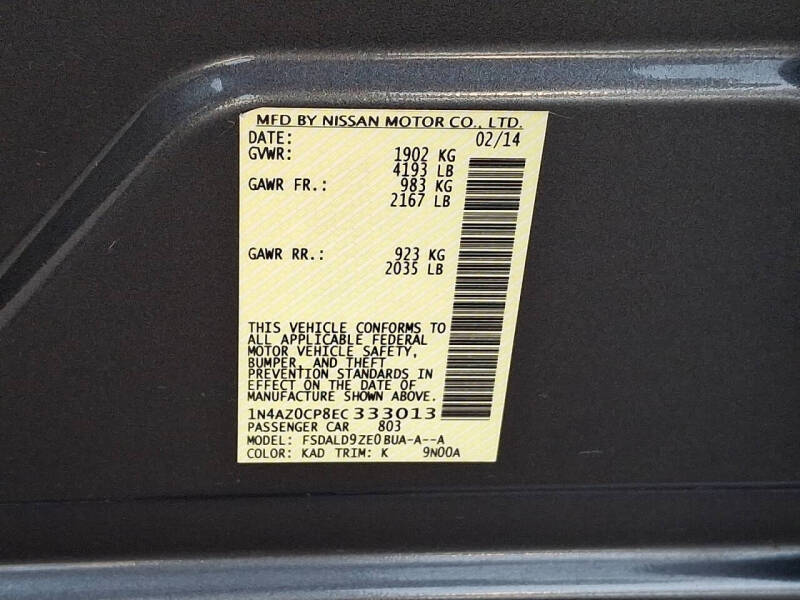 MFD BY NISSAN MOTOR CO., LTD.
DATE: 02/14
GVWR: 1902 KG
4193 LB
GAWR FR.: 983 KG
2167 LB
GAWR RR.: 923 KG
2035 LB
THIS VEHICLE CONFORMS TO
ALL APPLICABLE FEDERAL
MOTOR VEHICLE SAFETY,
BUMPER, AND THEFT
PREVENTION STANDARDS IN
EFFECT ON THE DATE OF
MANUFACTURE SHOWN ABOVE.
1N4AZ0CP8EC333013
PASSENGER CAR 803
MODEL: FSDALD9ZE0BUA-A--A
COLOR: KAD TRIM: K 9N00A